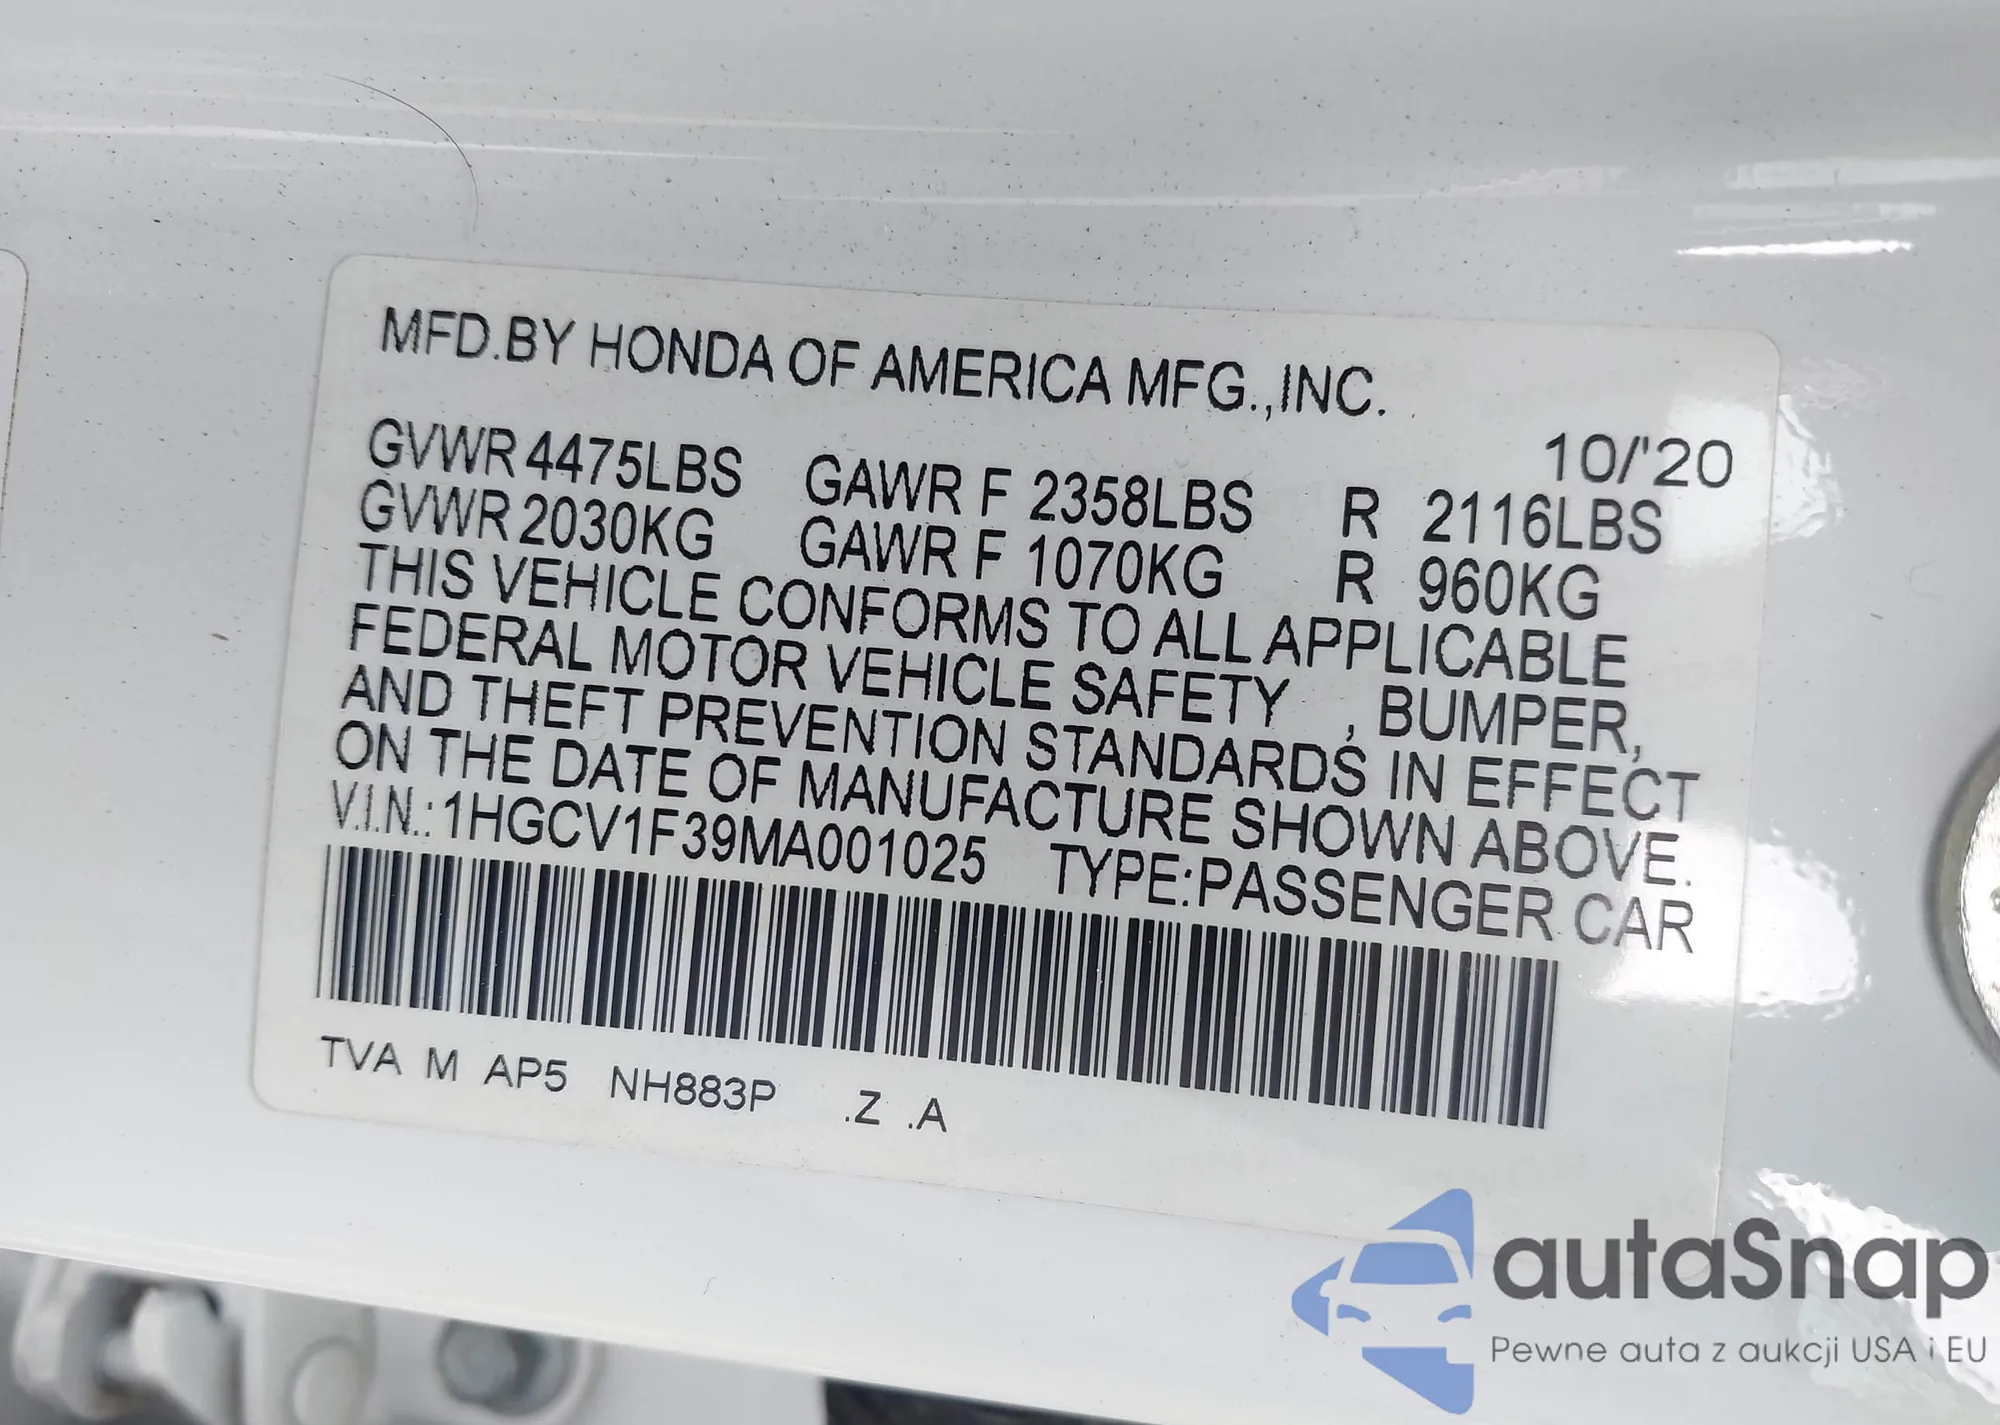 MFD.BY HONDA OF AMERICA MFG.,INC.
10/'20
GVWR 4475LBS GAWR F 2358LBS R 2116LBS
GVWR 2030KG GAWR F 1070KG R 960KG
THIS VEHICLE CONFORMS TO ALL APPLICABLE
FEDERAL MOTOR VEHICLE SAFETY , BUMPER,
AND THEFT PREVENTION STANDARDS IN EFFECT
ON THE DATE OF MANUFACTURE SHOWN ABOVE.
V.I.N.: 1HGCV1F39MA001025 TYPE:PASSENGER CAR
TVA M AP5 NH883P .Z .A
autaSnap
Pewne auta z aukcji USA i EU